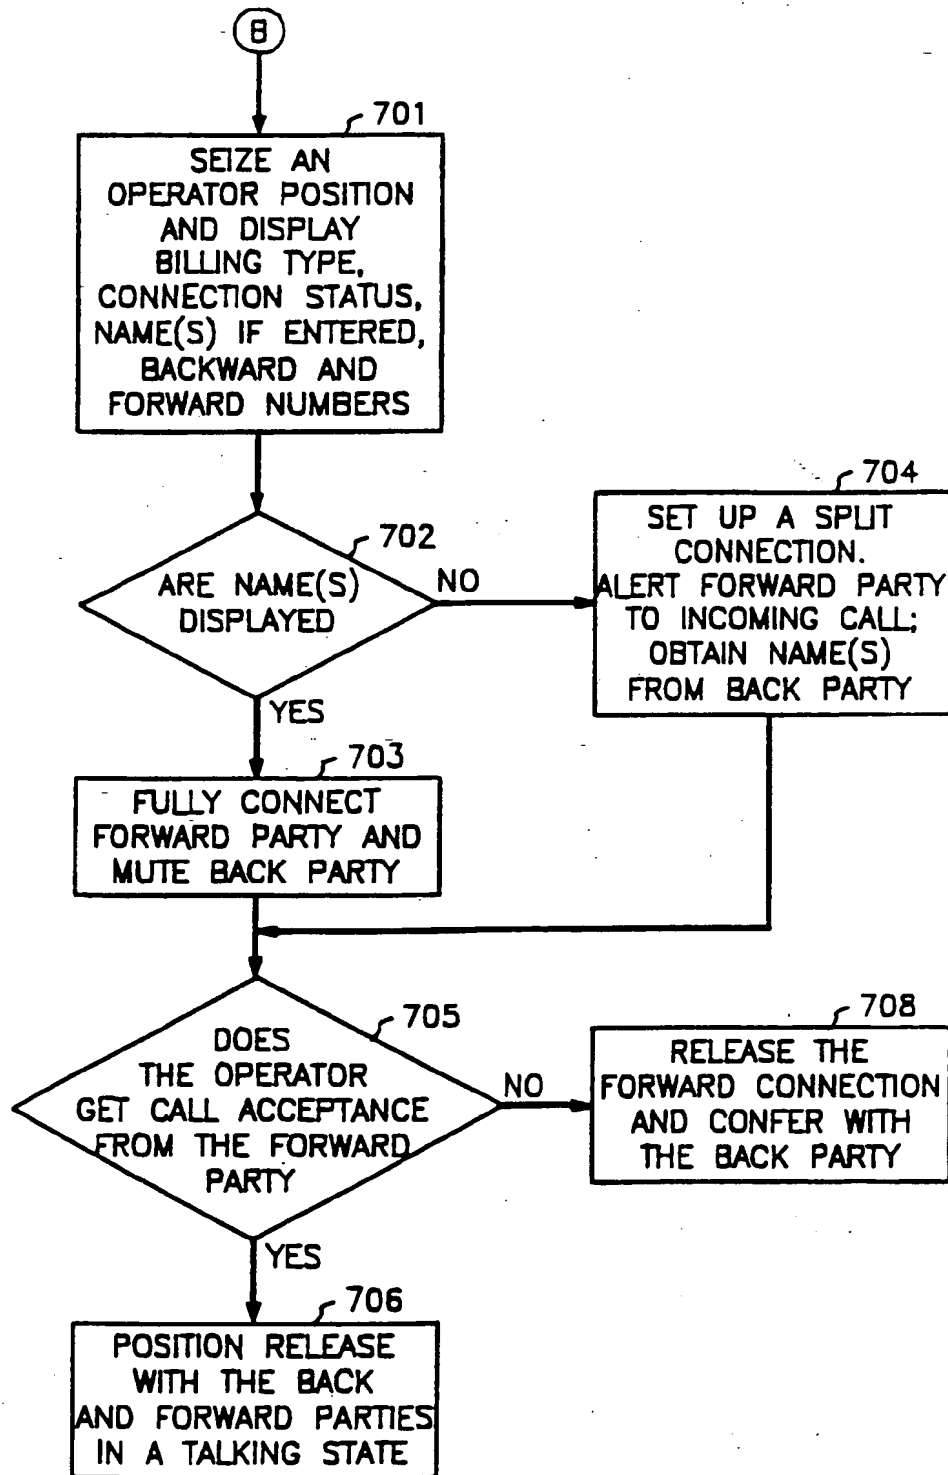 B
701
SEIZE AN
OPERATOR POSITION
AND DISPLAY
BILLING TYPE,
CONNECTION STATUS,
NAME(S) IF ENTERED,
BACKWARD AND
FORWARD NUMBERS
702
ARE NAME(S)
DISPLAYED
NO
704
SET UP A SPLIT
CONNECTION.
ALERT FORWARD PARTY
TO INCOMING CALL;
OBTAIN NAME(S)
FROM BACK PARTY
YES
703
FULLY CONNECT
FORWARD PARTY AND
MUTE BACK PARTY
705
DOES
THE OPERATOR
GET CALL ACCEPTANCE
FROM THE FORWARD
PARTY
NO
708
RELEASE THE
FORWARD CONNECTION
AND CONFER WITH
THE BACK PARTY
YES
706
POSITION RELEASE
WITH THE BACK
AND FORWARD PARTIES
IN A TALKING STATE